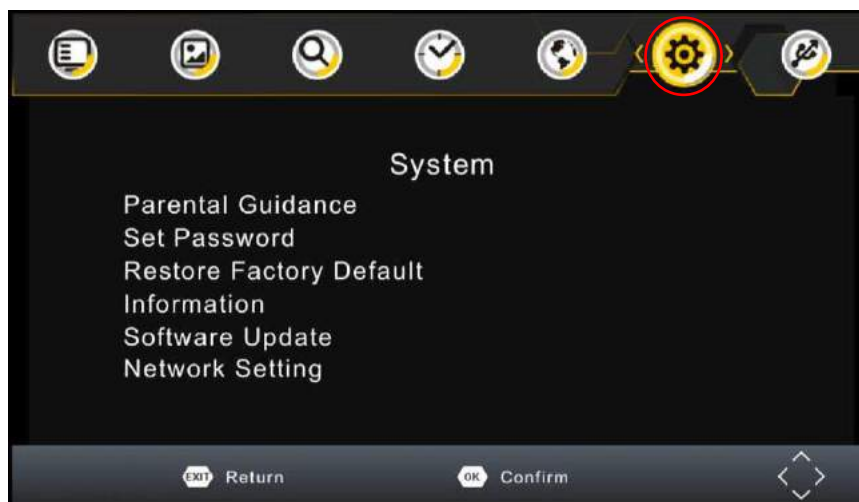 System
Parental Guidance
Set Password
Restore Factory Default
Information
Software Update
Network Setting
EXIT Return OK Confirm